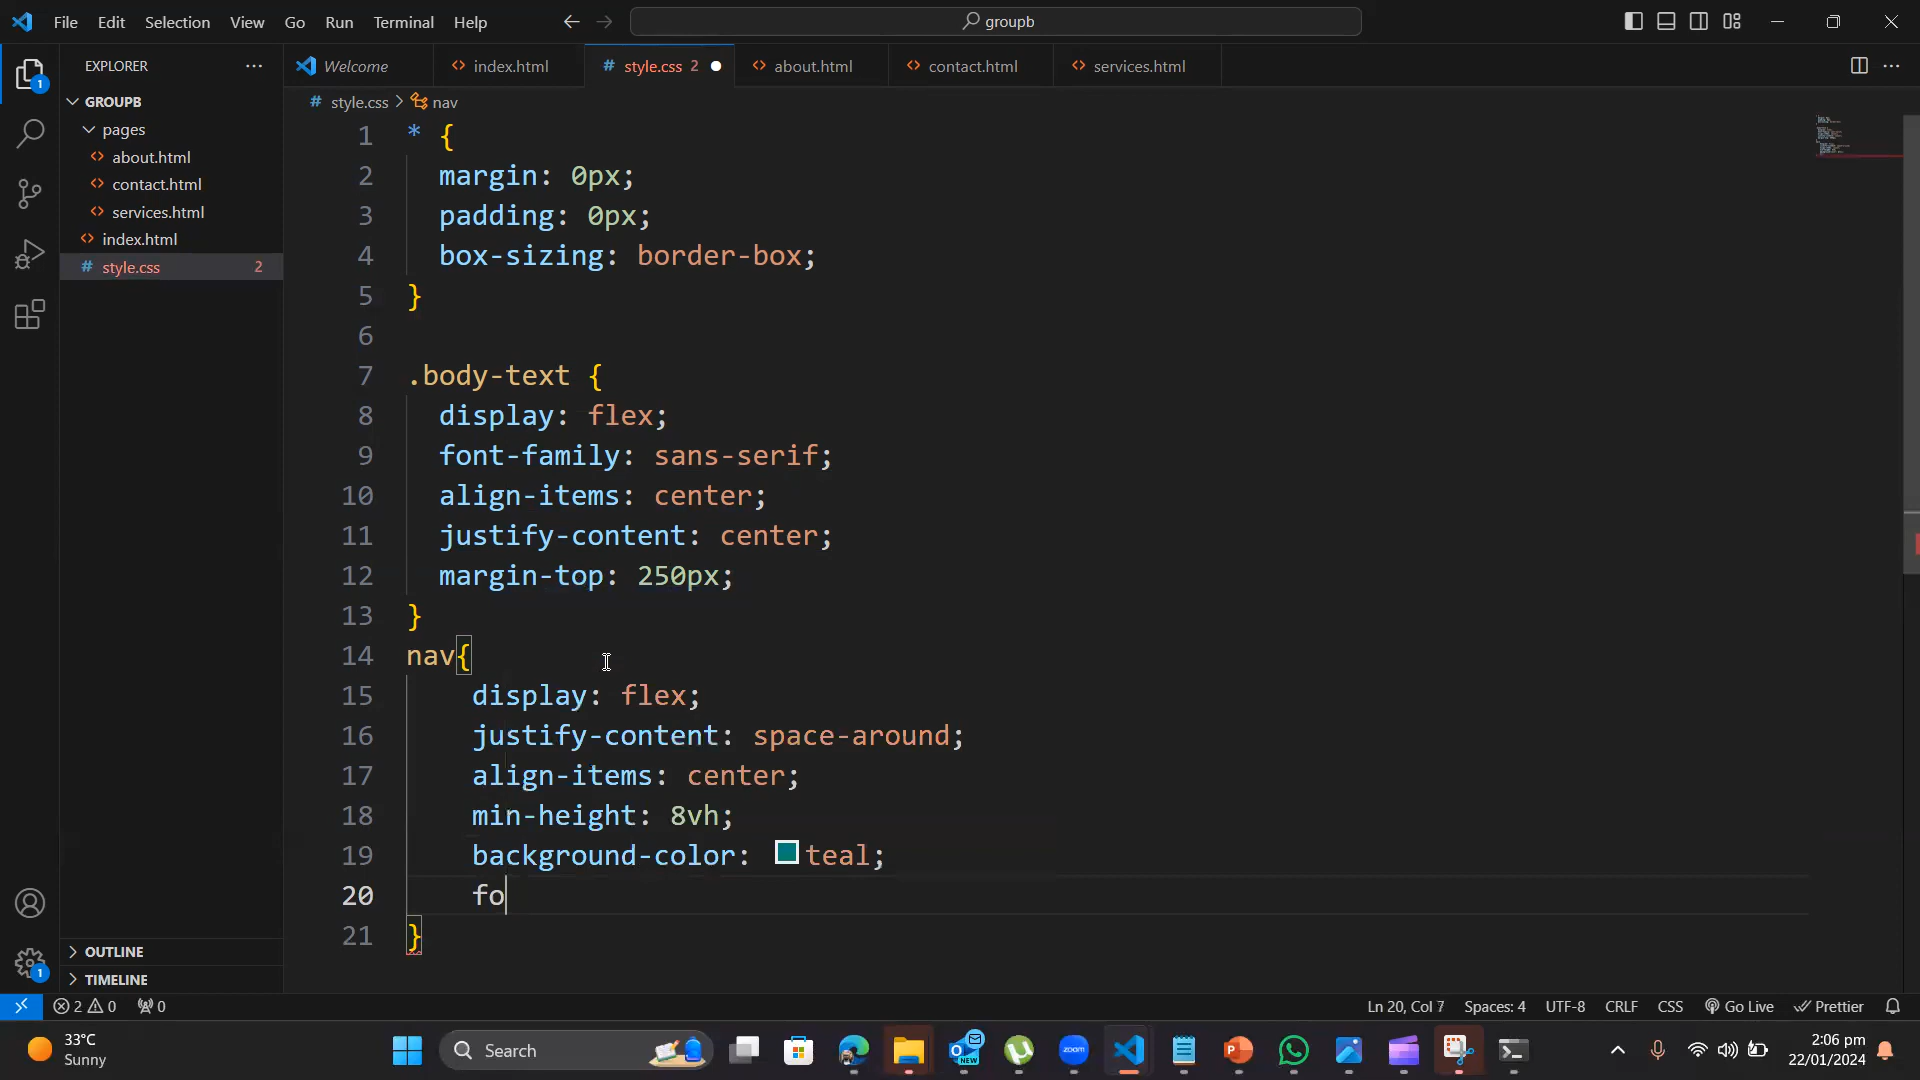 File Edit Selection View Go Run Terminal Help
groupb
EXPLORER
Welcome
index.html
style.css 2
about.html
contact.html
services.html
GROUPB
style.css > nav
pages
about.html
contact.html
services.html
index.html
style.css 2
1 * {
2 margin: 0px;
3 padding: 0px;
4 box-sizing: border-box;
5 }
6
7 .body-text {
8 display: flex;
9 font-family: sans-serif;
10 align-items: center;
11 justify-content: center;
12 margin-top: 250px;
13 }
14 nav{
15 display: flex;
16 justify-content: space-around;
17 align-items: center;
18 min-height: 8vh;
19 background-color: teal;
20 fo
21 }
1
1
OUTLINE
TIMELINE
2 0 0
Ln 20, Col 7 Spaces: 4 UTF-8 CRLF CSS Go Live Prettier
33°C
Sunny
Search
NEW
zoom
2:06 pm
22/01/2024